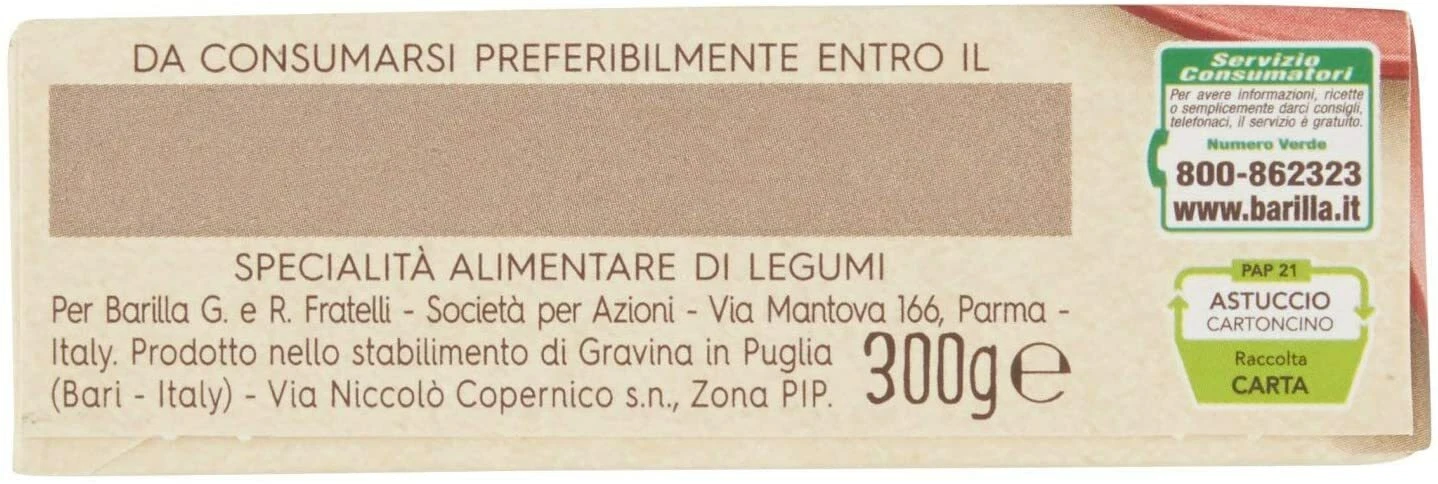 DA CONSUMARSI PREFERIBILMENTE ENTRO IL
SPECIALITÀ ALIMENTARE DI LEGUMI
Per Barilla G. e R. Fratelli - Società per Azioni - Via Mantova 166, Parma -
Italy. Prodotto nello stabilimento di Gravina in Puglia
(Bari - Italy) - Via Niccolò Copernico s.n., Zona PIP.
300g e
Servizio
Consumatori
Per avere informazioni, ricette
o semplicemente darci consigli,
telefonaci, il servizio è gratuito.
Numero Verde
800-862323
www.barilla.it
PAP 21
ASTUCCIO
CARTONCINO
Raccolta
CARTA